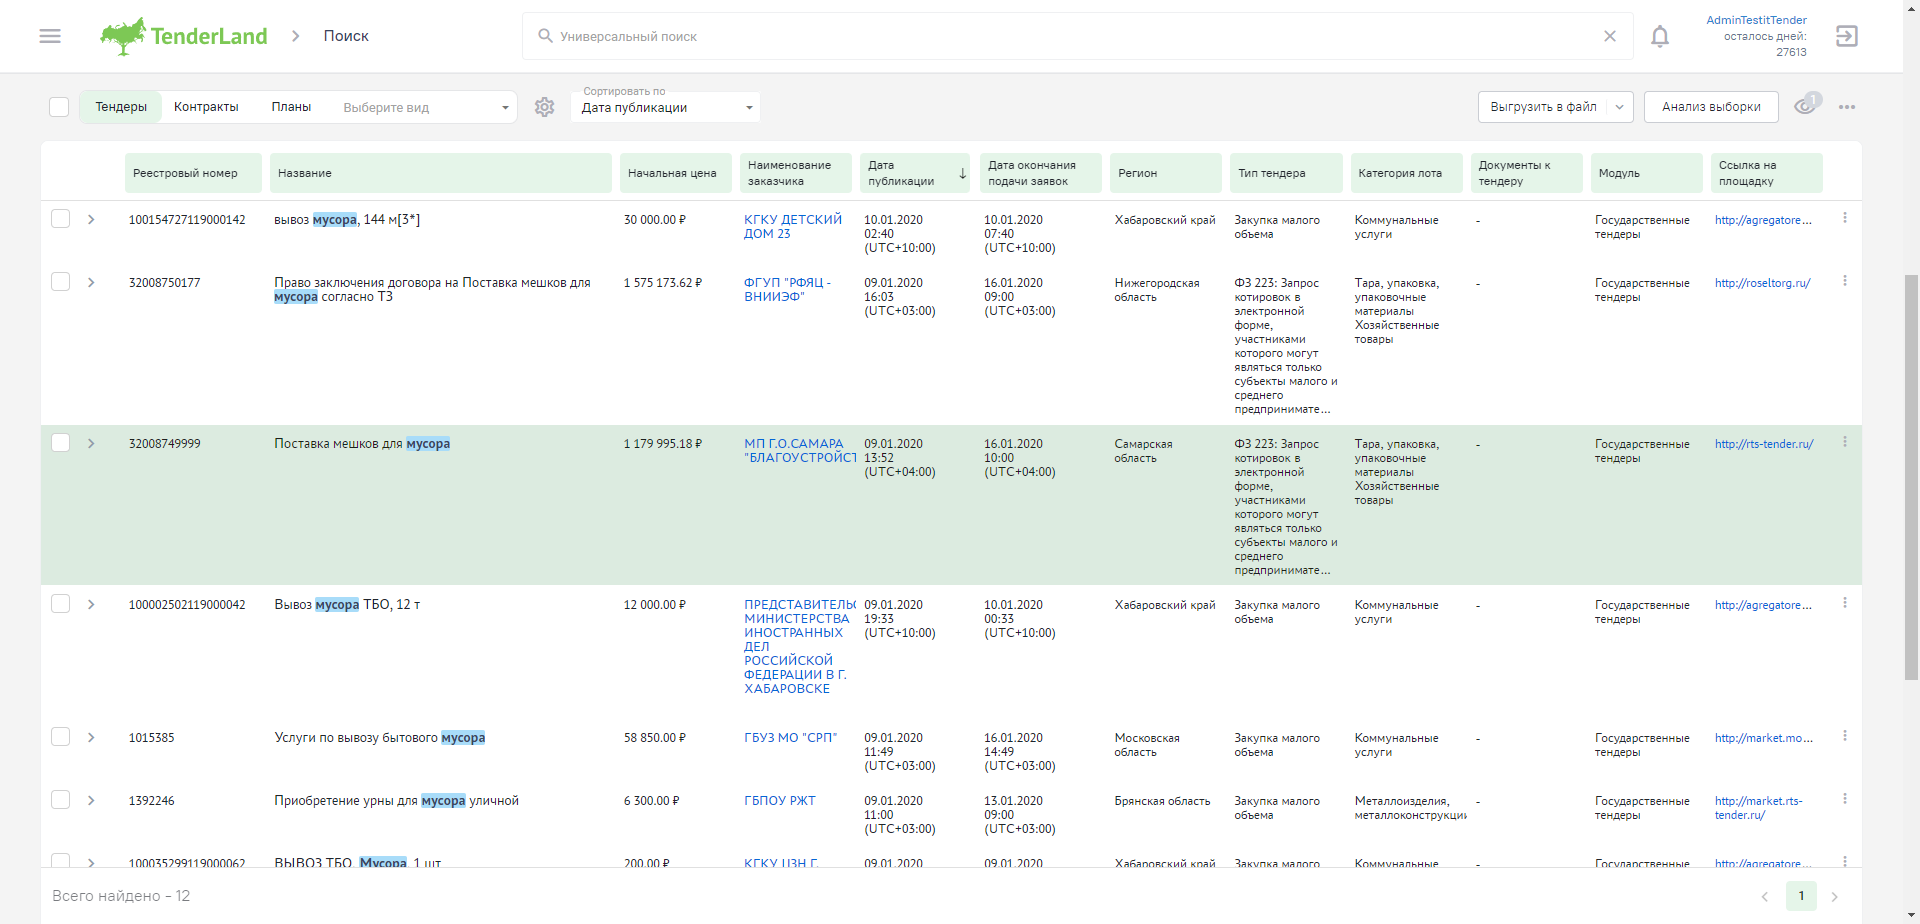 TenderLand
Поиск
Универсальный поиск
AdminTestitTender
осталось дней:
27613
Тендеры
Контракты
Планы
Выберите вид
Сортировать по
Дата публикации
Выгрузить в файл
Анализ выборки
1
Реестровый номер
Название
Начальная цена
Наименование
заказчика
Дата
публикации
Дата окончания
подачи заявок
Регион
Тип тендера
Категория лота
Документы к
тендеру
Модуль
Ссылка на
площадку
100154727119000142
вывоз мусора, 144 м[3*]
30 000.00 ₽
КГКУ ДЕТСКИЙ
ДОМ 23
10.01.2020
02:40
(UTC+10:00)
10.01.2020
07:40
(UTC+10:00)
Хабаровский край
Закупка малого
объема
Коммунальные
услуги
-
Государственные
тендеры
http://agregatore...
32008750177
Право заключения договора на Поставка мешков для
мусора согласно ТЗ
1 575 173.62 ₽
ФГУП "РФЯЦ -
ВНИИЭФ"
09.01.2020
16:03
(UTC+03:00)
16.01.2020
09:00
(UTC+03:00)
Нижегородская
область
ФЗ 223: Запрос
котировок в
электронной
форме,
участниками
которого могут
являться только
субъекты малого и
среднего
предпринимате...
Тара, упаковка,
упаковочные
материалы
Хозяйственные
товары
-
Государственные
тендеры
http://roseltorg.ru/
32008749999
Поставка мешков для мусора
1 179 995.18 ₽
МП Г.О.САМАРА
"БЛАГОУСТРОЙСТ
09.01.2020
13:52
(UTC+04:00)
16.01.2020
10:00
(UTC+04:00)
Самарская
область
ФЗ 223: Запрос
котировок в
электронной
форме,
участниками
которого могут
являться только
субъекты малого и
среднего
предпринимате...
Тара, упаковка,
упаковочные
материалы
Хозяйственные
товары
-
Государственные
тендеры
http://rts-tender.ru/
100002502119000042
Вывоз мусора ТБО, 12 т
12 000.00 ₽
ПРЕДСТАВИТЕЛЬС
МИНИСТЕРСТВА
ИНОСТРАННЫХ
ДЕЛ
РОССИЙСКОЙ
ФЕДЕРАЦИИ В Г.
ХАБАРОВСКЕ
09.01.2020
19:33
(UTC+10:00)
10.01.2020
00:33
(UTC+10:00)
Хабаровский край
Закупка малого
объема
Коммунальные
услуги
-
Государственные
тендеры
http://agregatore...
1015385
Услуги по вывозу бытового мусора
58 850.00 ₽
ГБУЗ МО "СРП"
09.01.2020
11:49
(UTC+03:00)
16.01.2020
14:49
(UTC+03:00)
Московская
область
Закупка малого
объема
Коммунальные
услуги
-
Государственные
тендеры
http://market.mo...
1392246
Приобретение урны для мусора уличной
6 300.00 ₽
ГБПОУ РЖТ
09.01.2020
11:00
(UTC+03:00)
13.01.2020
09:00
(UTC+03:00)
Брянская область
Закупка малого
объема
Металлоизделия,
металлоконструкци
-
Государственные
тендеры
http://market.rts-
tender.ru/
100035299119000062
ВЫВОЗ ТБО, Мусора, 1 шт
200.00 ₽
КГКУ ЦЗН Г.
09.01.2020
09.01.2020
Хабаровский край
Закупка малого
Коммунальные
-
Государственные
http://agregatore...
Всего найдено - 12
1